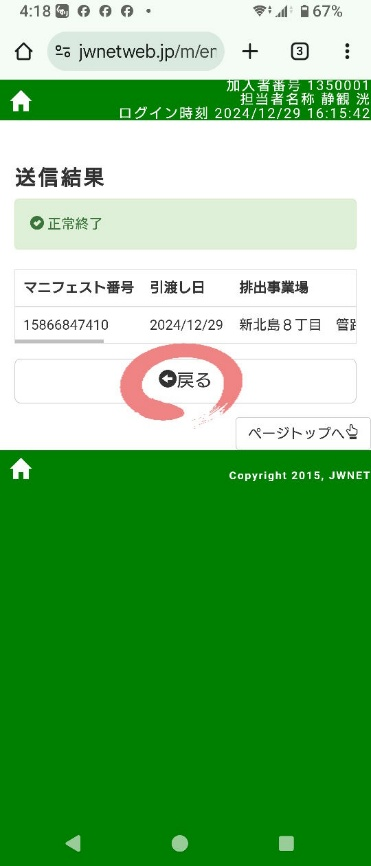 4:18
67%
jwnetweb.jp/m/er
3
加入者番号 1350001
担当者名称 静観 洸
ログイン時刻 2024/12/29 16:15:42
送信結果
正常終了
マニフェスト番号 引渡し日 排出事業場
15866847410 2024/12/29 新北島8丁目 管路
戻る
ページトップへ
Copyright 2015, JWNET